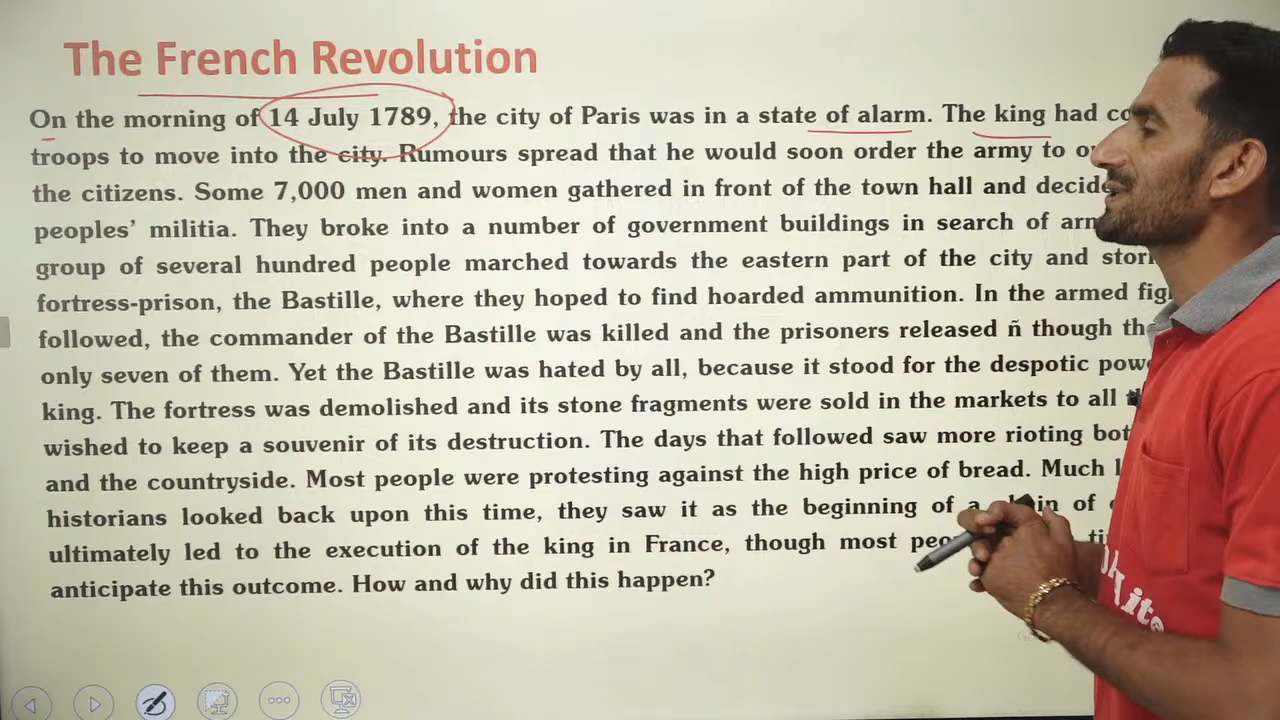 The French Revolution
On the morning of 14 July 1789, the city of Paris was in a state of alarm. The king had
troops to move into the city. Rumours spread that he would soon order the army to
the citizens. Some 7,000 men and women gathered in front of the town hall and
peoples' militia. They broke into a number of government buildings in search of
group of several hundred people marched towards the eastern part of the city and
fortress-prison, the Bastille, where they hoped to find hoarded ammunition. In the armed
followed, the commander of the Bastille was killed and the prisoners released ñ though
only seven of them. Yet the Bastille was hated by all, because it stood for the despotic
king. The fortress was demolished and its stone fragments were sold in the markets to all
wished to keep a souvenir of its destruction. The days that followed saw more rioting
and the countryside. Most people were protesting against the high price of bread. Much
historians looked back upon this time, they saw it as the beginning of a of
ultimately led to the execution of the king in France, though most
anticipate this outcome. How and why did this happen?